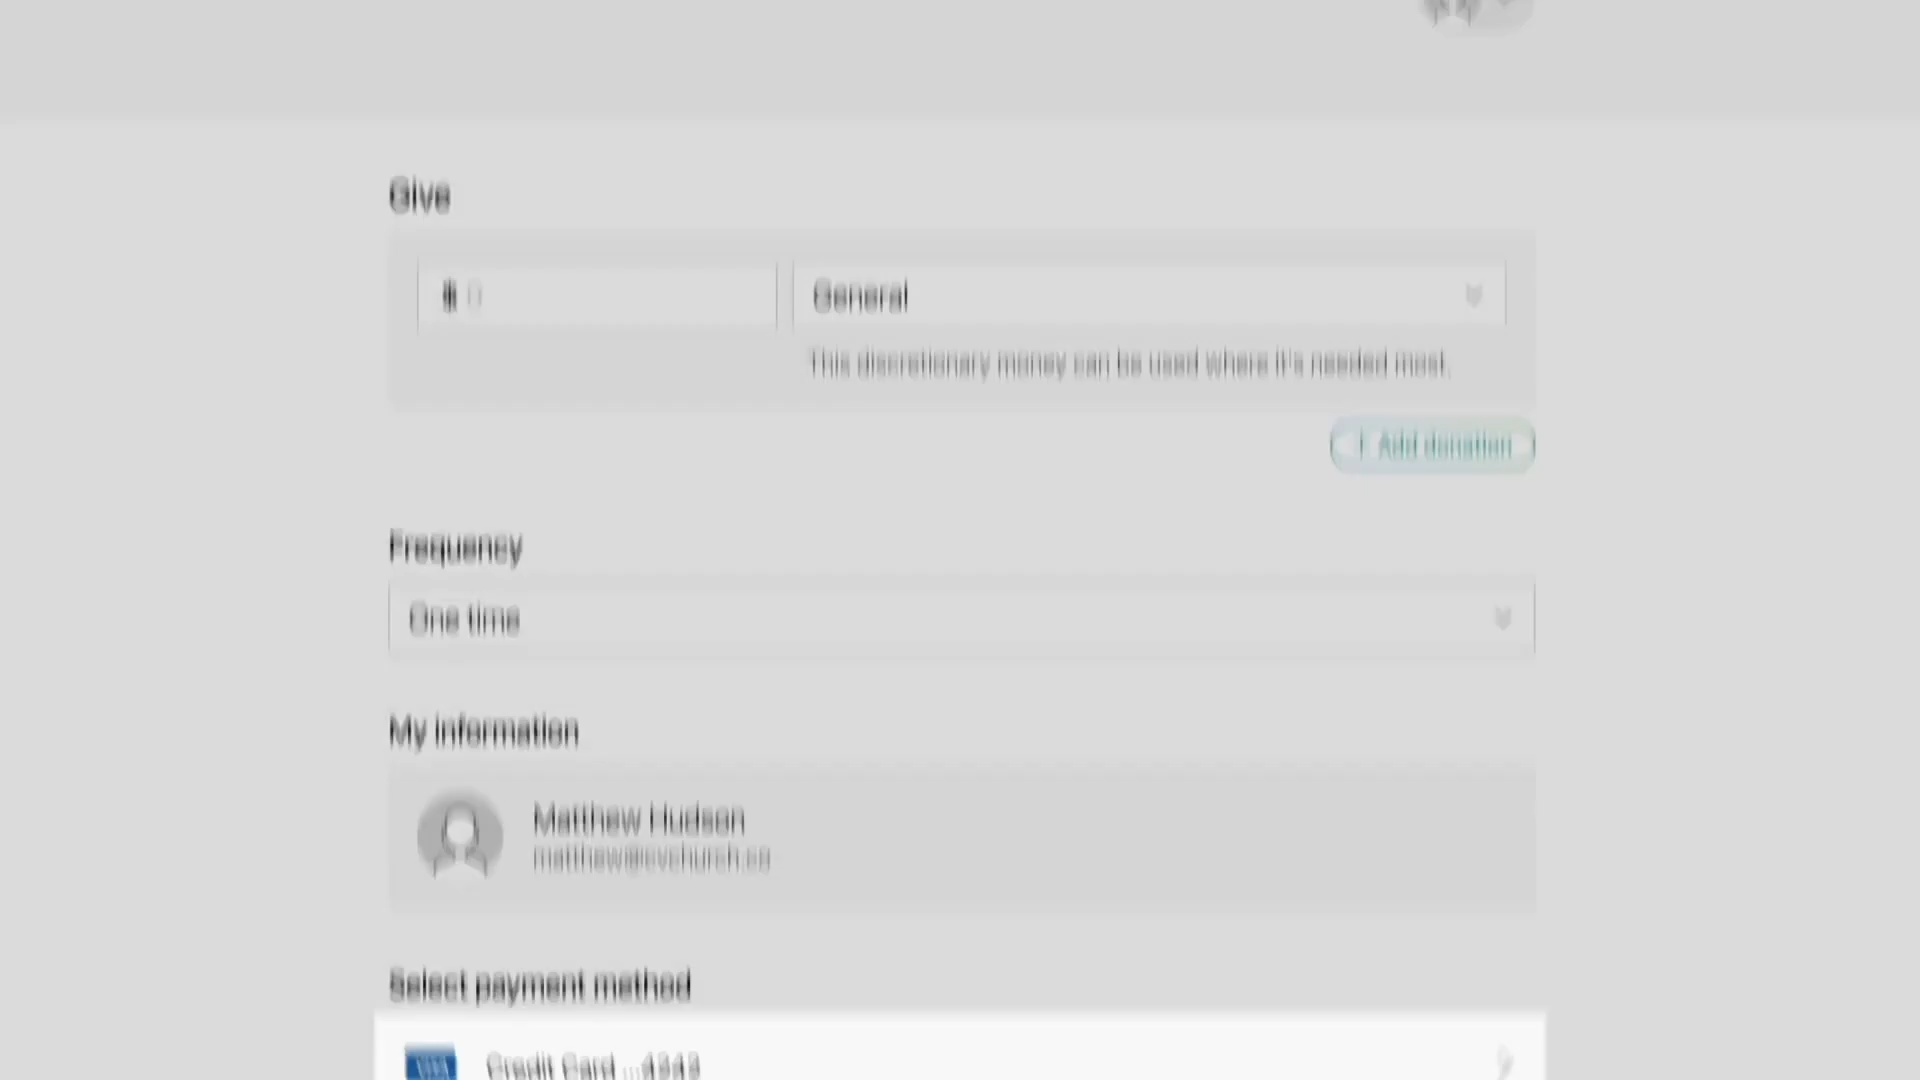 Give
$ 0
General
This discretionary money can be used where it's needed most.
+ Add donation
Frequency
One time
My information
Matthew Hudson
Select payment method
Credit Card